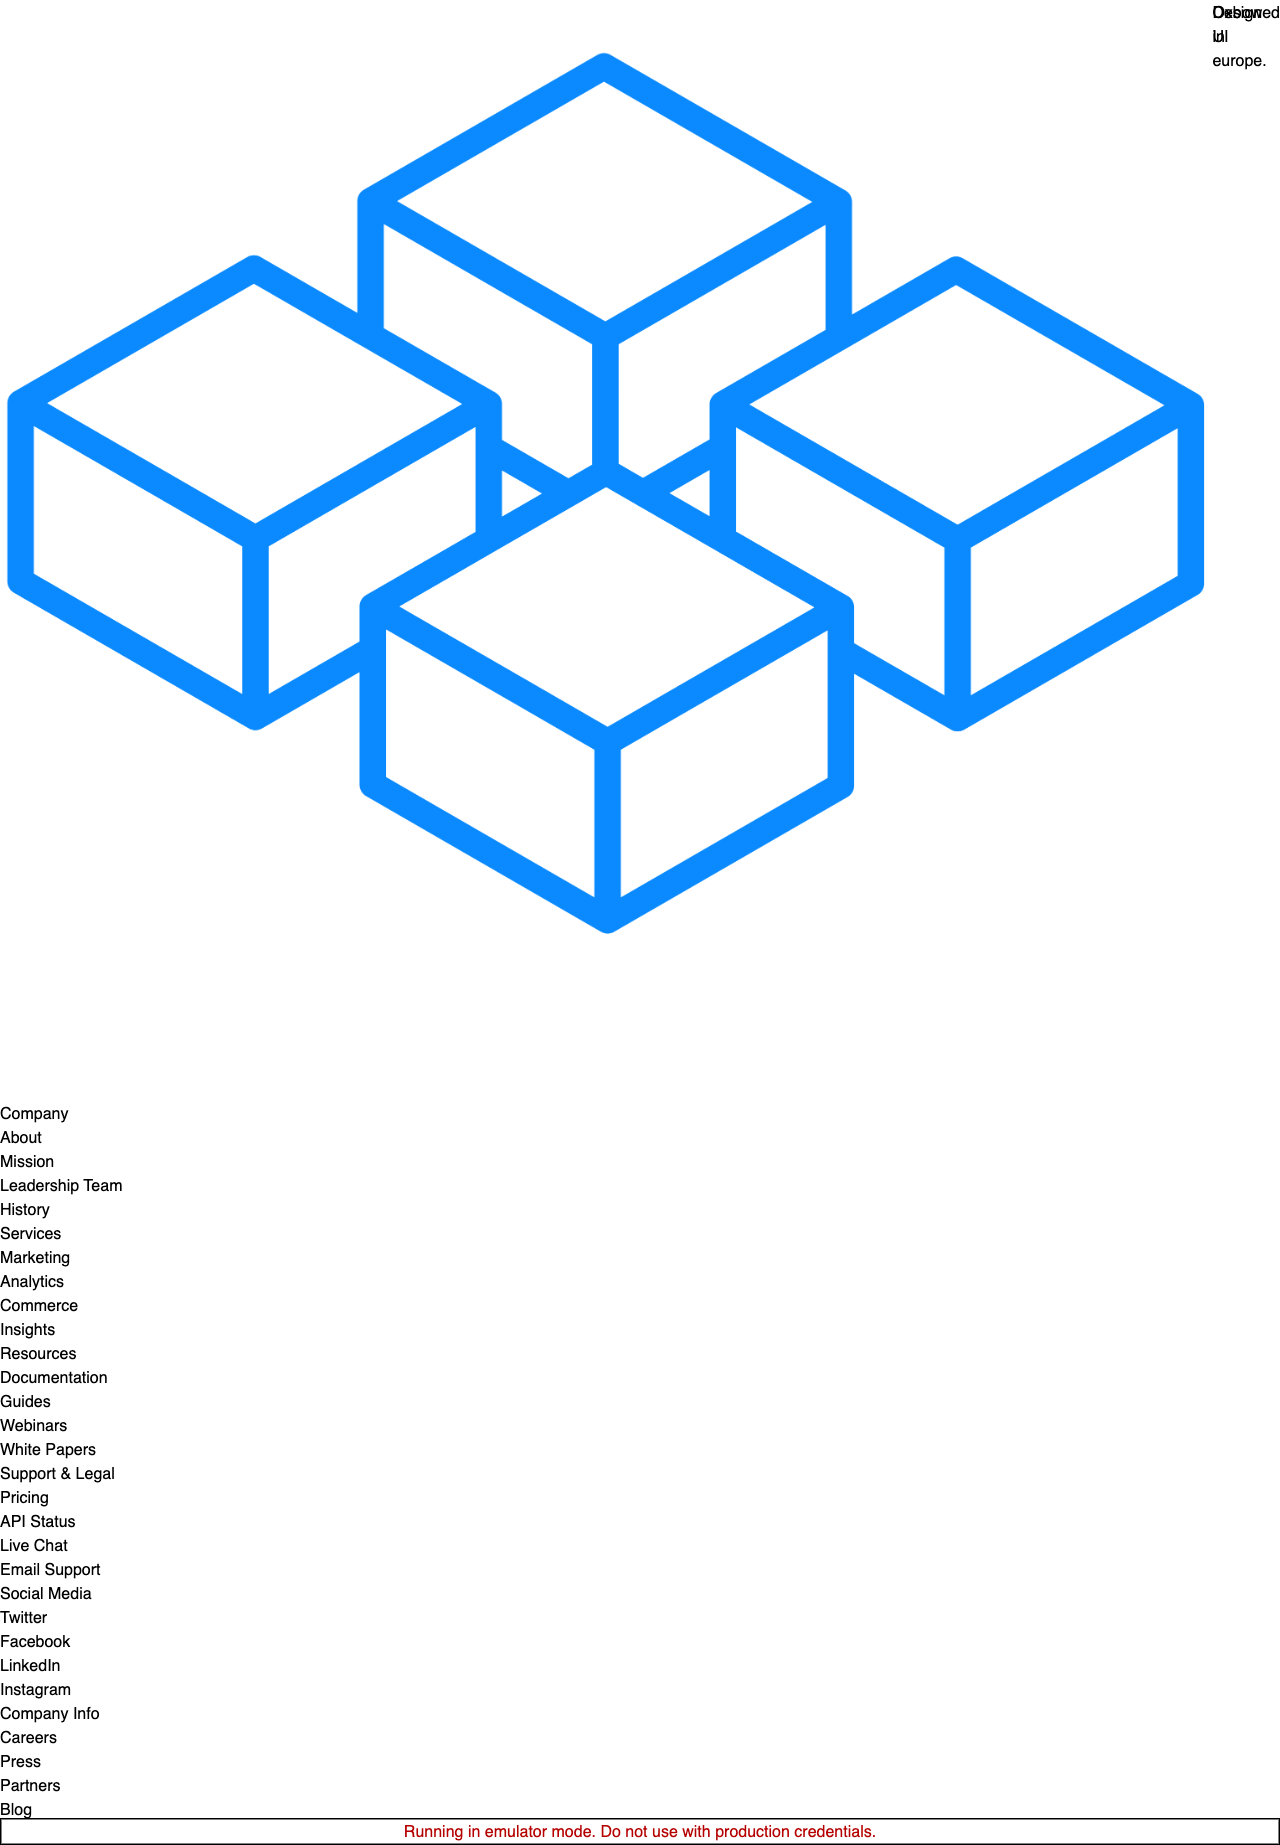 Designed
in
europe.
Company
About
Mission
Leadership Team
History
Services
Marketing
Analytics
Commerce
Insights
Resources
Documentation
Guides
Webinars
White Papers
Support & Legal
Pricing
API Status
Live Chat
Email Support
Social Media
Twitter
Facebook
LinkedIn
Instagram
Company Info
Careers
Press
Partners
Blog
Running in emulator mode. Do not use with production credentials.